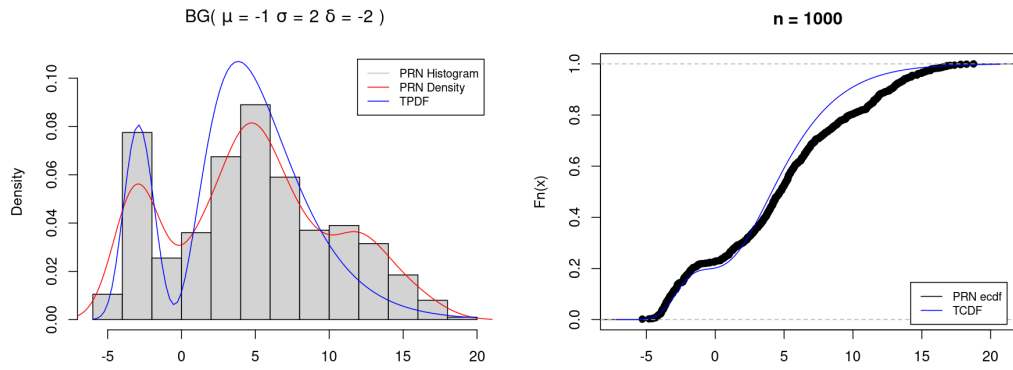 BG( μ = -1 σ = 2 δ = -2 )
Density
0.00 0.02 0.04 0.06 0.08 0.10
-5 0 5 10 15 20
PRN Histogram
PRN Density
TPDF
n = 1000
Fn(x)
0.0 0.2 0.4 0.6 0.8 1.0
-5 0 5 10 15 20
PRN ecdf
TCDF